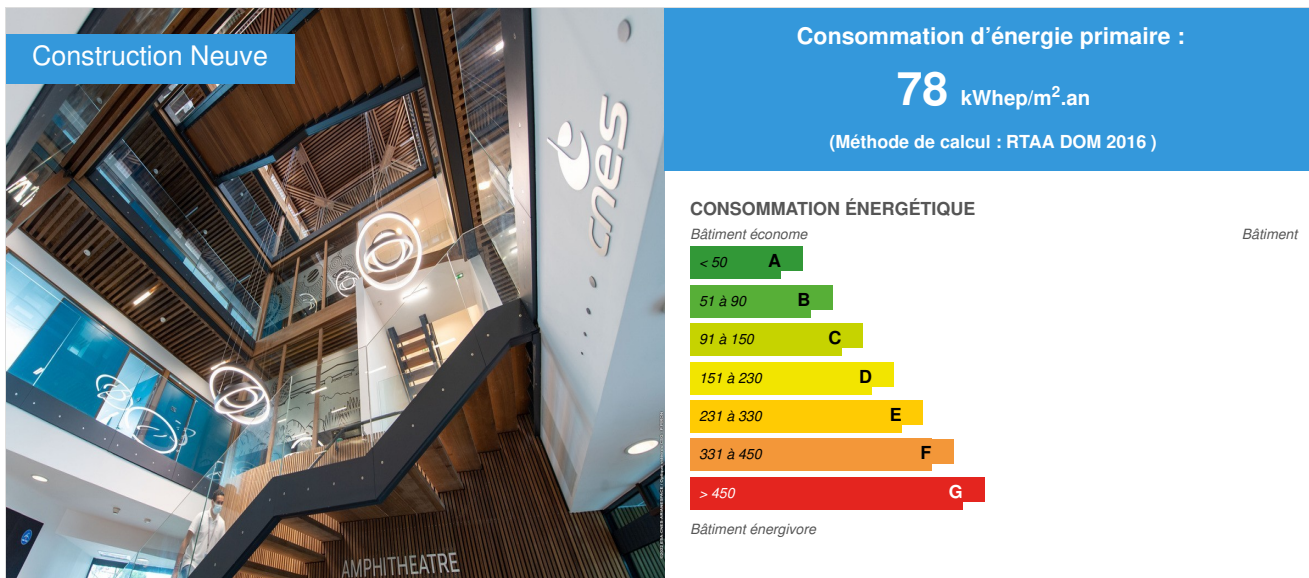 Construction Neuve
cnes
AMPHITHEATRE
Consommation d'énergie primaire :
78 kWhep/m².an
(Méthode de calcul : RTAA DOM 2016 )
CONSOMMATION ÉNERGÉTIQUE
Bâtiment économe
Bâtiment
< 50 A
51 à 90 B
91 à 150 C
151 à 230 D
231 à 330 E
331 à 450 F
> 450 G
Bâtiment énergivore